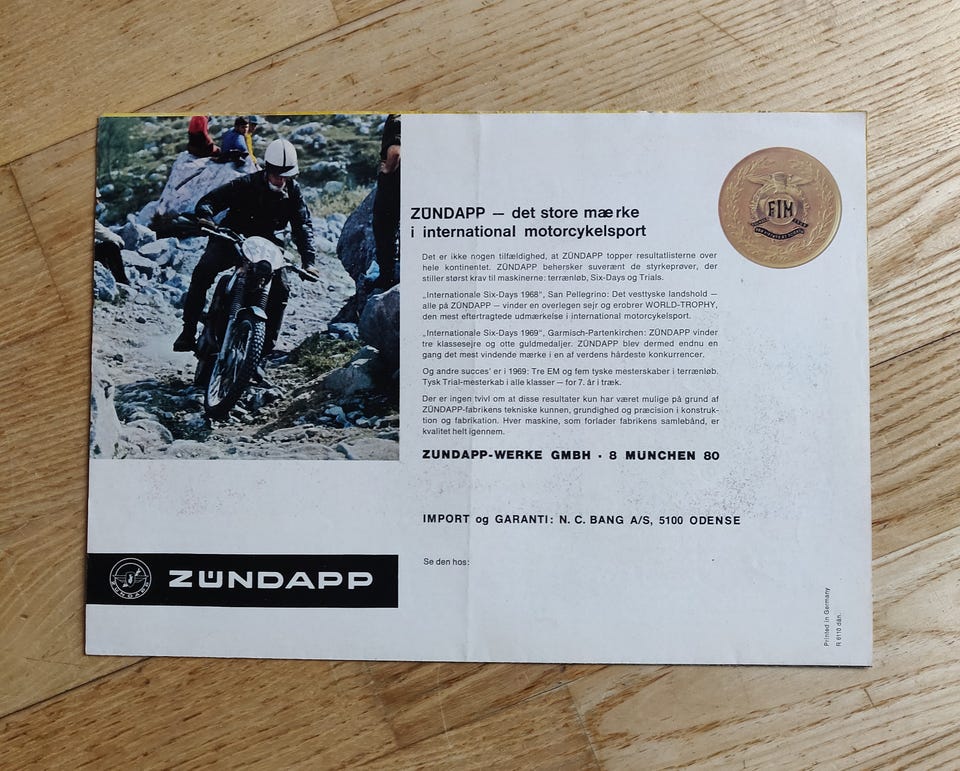 FIM
ZÜNDAPP — det store mærke
i international motorcykelsport
Det er ikke nogen tilfældighed, at ZÜNDAPP topper resultatlisterne over
hele kontinentet. ZÜNDAPP behersker suverænt de styrkeprøver, der
stiller størst krav til maskinerne: terrænløb, Six-Days og Trials.
„Internationale Six-Days 1968", San Pellegrino: Det vesttyske landshold —
alle på ZÜNDAPP — vinder en overlegen sejr og erobrer WORLD-TROPHY,
den mest eftertragtede udmærkelse i international motorcykelsport.
„Internationale Six-Days 1969", Garmisch-Partenkirchen: ZÜNDAPP vinder
tre klassesejre og otte guldmedaljer. ZÜNDAPP blev dermed endnu en
gang det mest vindende mærke i en af verdens hårdeste konkurrencer.
Og andre succes' er i 1969: Tre EM og fem tyske mesterskaber i terrænløb.
Tysk Trial-mesterkab i alle klasser — for 7. år i træk.
Der er ingen tvivl om at disse resultater kun har været mulige på grund af
ZÜNDAPP-fabrikens tekniske kunnen, grundighed og præcision i konstruk-
tion og fabrikation. Hver maskine, som forlader fabrikens samlebånd, er
kvalitet helt igennem.
ZÜNDAPP-WERKE GMBH · 8 MÜNCHEN 80
IMPORT og GARANTI: N. C. BANG A/S, 5100 ODENSE
Se den hos:
ZÜNDAPP
ZÜNDAPP
Printed in Germany
R 6110 dän.